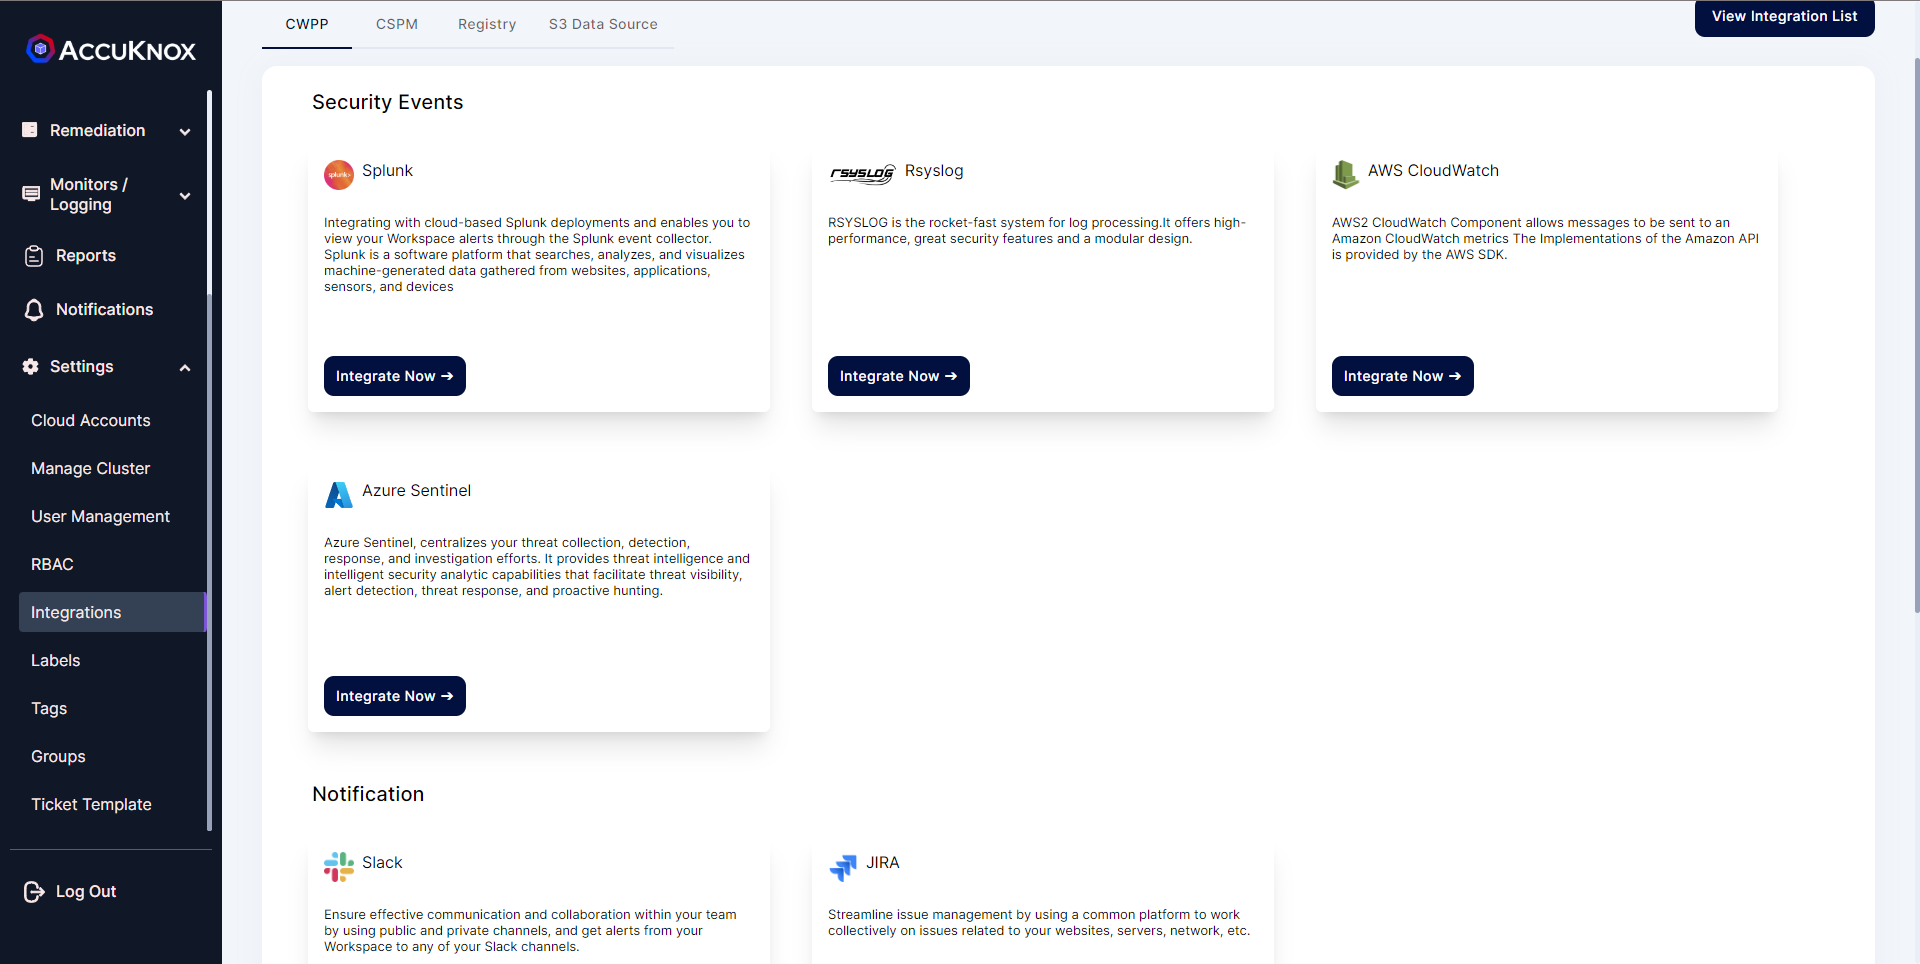 AccuKnox
Remediation
Monitors /
Logging
Reports
Notifications
Settings
Cloud Accounts
Manage Cluster
User Management
RBAC
Integrations
Labels
Tags
Groups
Ticket Template
Log Out
CWPP
CSPM
Registry
S3 Data Source
View Integration List
Security Events
splunk>
Splunk
Integrating with cloud-based Splunk deployments and enables you to
view your Workspace alerts through the Splunk event collector.
Splunk is a software platform that searches, analyzes, and visualizes
machine-generated data gathered from websites, applications,
sensors, and devices
Integrate Now →
RSYSLOG
Rsyslog
RSYSLOG is the rocket-fast system for log processing.It offers high-
performance, great security features and a modular design.
Integrate Now →
AWS CloudWatch
AWS2 CloudWatch Component allows messages to be sent to an
Amazon CloudWatch metrics The Implementations of the Amazon API
is provided by the AWS SDK.
Integrate Now →
Azure Sentinel
Azure Sentinel, centralizes your threat collection, detection,
response, and investigation efforts. It provides threat intelligence and
intelligent security analytic capabilities that facilitate threat visibility,
alert detection, threat response, and proactive hunting.
Integrate Now →
Notification
Slack
Ensure effective communication and collaboration within your team
by using public and private channels, and get alerts from your
Workspace to any of your Slack channels.
JIRA
Streamline issue management by using a common platform to work
collectively on issues related to your websites, servers, network, etc.